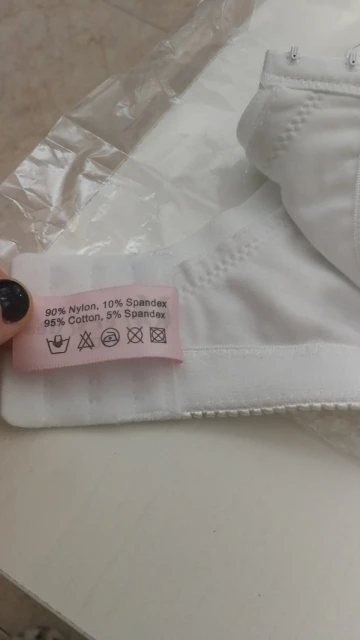 90% Nylon, 10% Spandex
95% Cotton, 5% Spandex